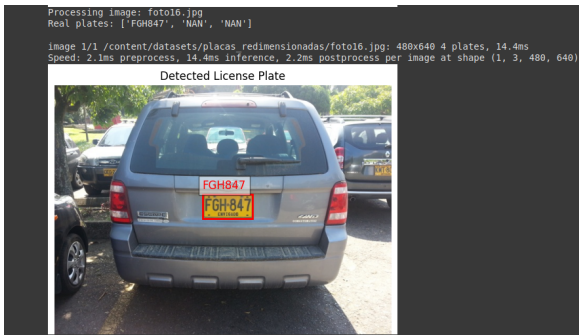 Processing image: foto16.jpg
Real plates: ['FGH847', 'NAN', 'NAN']
image 1/1 /content/datasets/placas_redimensionadas/foto16.jpg: 480x640 4 plates, 14.4ms
Speed: 2.1ms preprocess, 14.4ms inference, 2.2ms postprocess per image at shape (1, 3, 480, 640)
Detected License Plate
FGH847
FGH·847